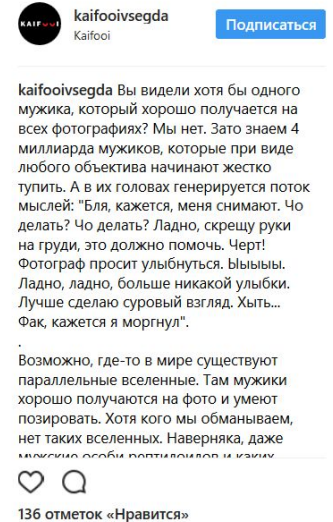 KAIFOOI
kaifooivsegda
Kaifooi
Подписаться
kaifooivsegda Вы видели хотя бы одного
мужика, который хорошо получается на
всех фотографиях? Мы нет. Зато знаем 4
миллиарда мужиков, которые при виде
любого объектива начинают жестко
тупить. А в их головах генерируется поток
мыслей: "Бля, кажется, меня снимают. Чо
делать? Чо делать? Ладно, скрещу руки
на груди, это должно помочь. Черт!
Фотограф просит улыбнуться. Ыыыыы.
Ладно, ладно, больше никакой улыбки.
Лучше сделаю суровый взгляд. Хыть...
Фак, кажется я моргнул".
.
Возможно, где-то в мире существуют
параллельные вселенные. Там мужики
хорошо получаются на фото и умеют
позировать. Хотя кого мы обманываем,
нет таких вселенных. Наверняка, даже
мужские особи рептилоидов и каких
136 отметок «Нравится»